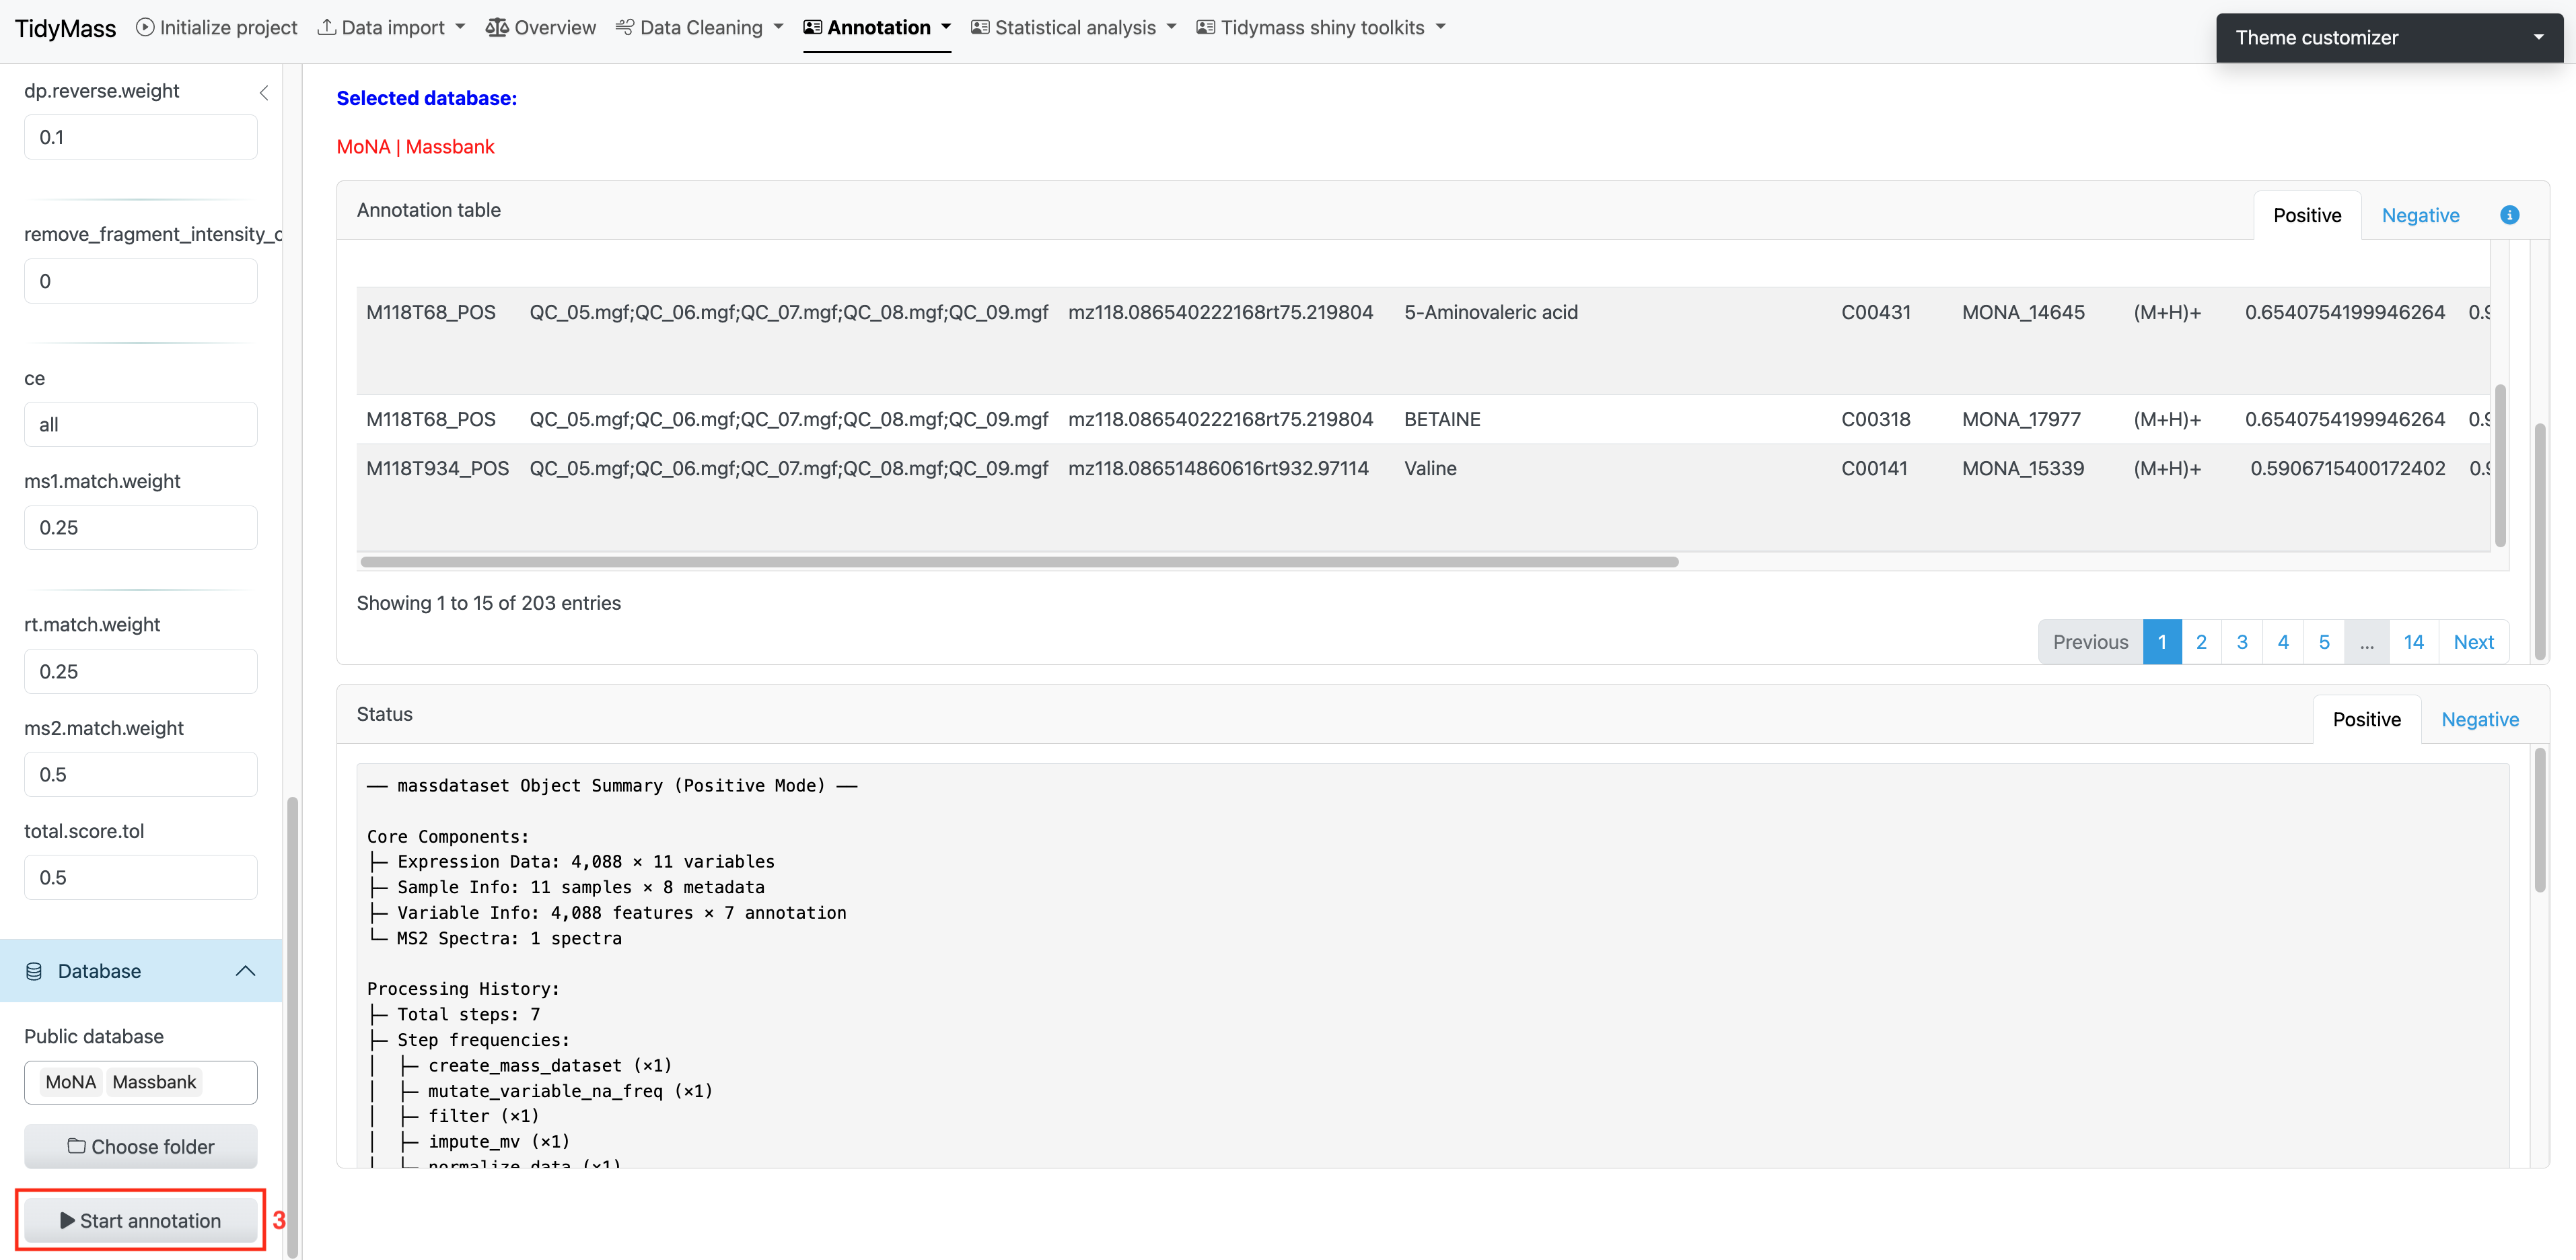 TidyMass Initialize project Data import Overview Data Cleaning Annotation Statistical analysis Tidymass shiny toolkits
Theme customizer
dp.reverse.weight
0.1
remove_fragment_intensity_c
0
ce
all
ms1.match.weight
0.25
rt.match.weight
0.25
ms2.match.weight
0.5
total.score.tol
0.5
Database
Public database
MoNA Massbank
Choose folder
Start annotation
3
Selected database:
MoNA | Massbank
Annotation table
Positive Negative
M118T68_POS QC_05.mgf;QC_06.mgf;QC_07.mgf;QC_08.mgf;QC_09.mgf mz118.086540222168rt75.219804 5-Aminovaleric acid C00431 MONA_14645 (M+H)+ 0.6540754199946264 0.9
M118T68_POS QC_05.mgf;QC_06.mgf;QC_07.mgf;QC_08.mgf;QC_09.mgf mz118.086540222168rt75.219804 BETAINE C00318 MONA_17977 (M+H)+ 0.6540754199946264 0.9
M118T934_POS QC_05.mgf;QC_06.mgf;QC_07.mgf;QC_08.mgf;QC_09.mgf mz118.086514860616rt932.97114 Valine C00141 MONA_15339 (M+H)+ 0.5906715400172402 0.9
Showing 1 to 15 of 203 entries
Previous 1 2 3 4 5 ... 14 Next
Status
Positive Negative
── massdataset Object Summary (Positive Mode) ──
Core Components:
├─ Expression Data: 4,088 × 11 variables
├─ Sample Info: 11 samples × 8 metadata
├─ Variable Info: 4,088 features × 7 annotation
└─ MS2 Spectra: 1 spectra
Processing History:
├─ Total steps: 7
├─ Step frequencies:
│  ├─ create_mass_dataset (×1)
│  ├─ mutate_variable_na_freq (×1)
│  ├─ filter (×1)
│  ├─ impute_mv (×1)
│  └─ normalize_data (×1)